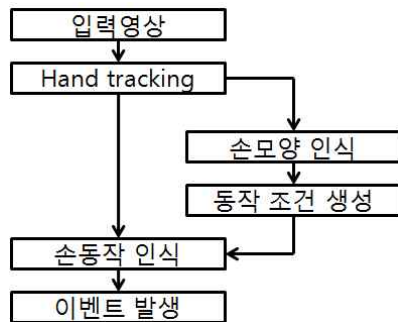 입력영상
Hand tracking
손모양 인식
동작 조건 생성
손동작 인식
이벤트 발생